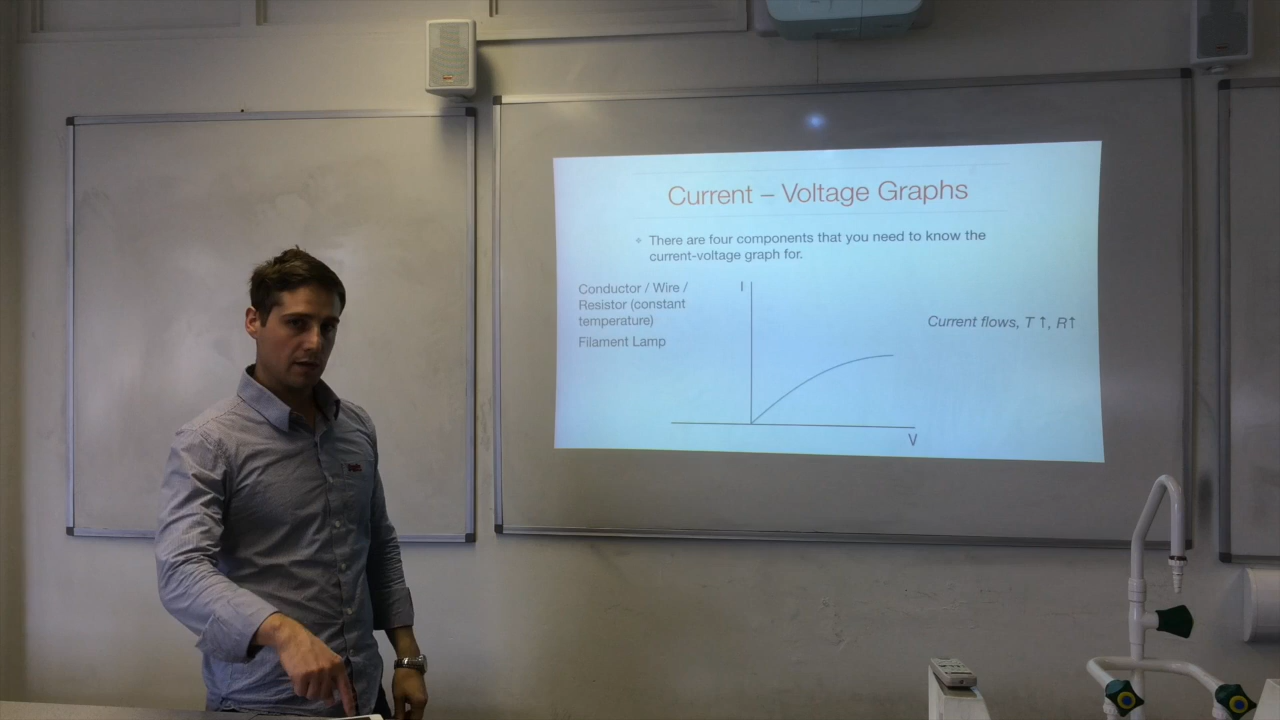 Current – Voltage Graphs
There are four components that you need to know the
current-voltage graph for.
Conductor / Wire /
Resistor (constant
temperature)
Filament Lamp
I
V
Current flows, T ↑, R↑